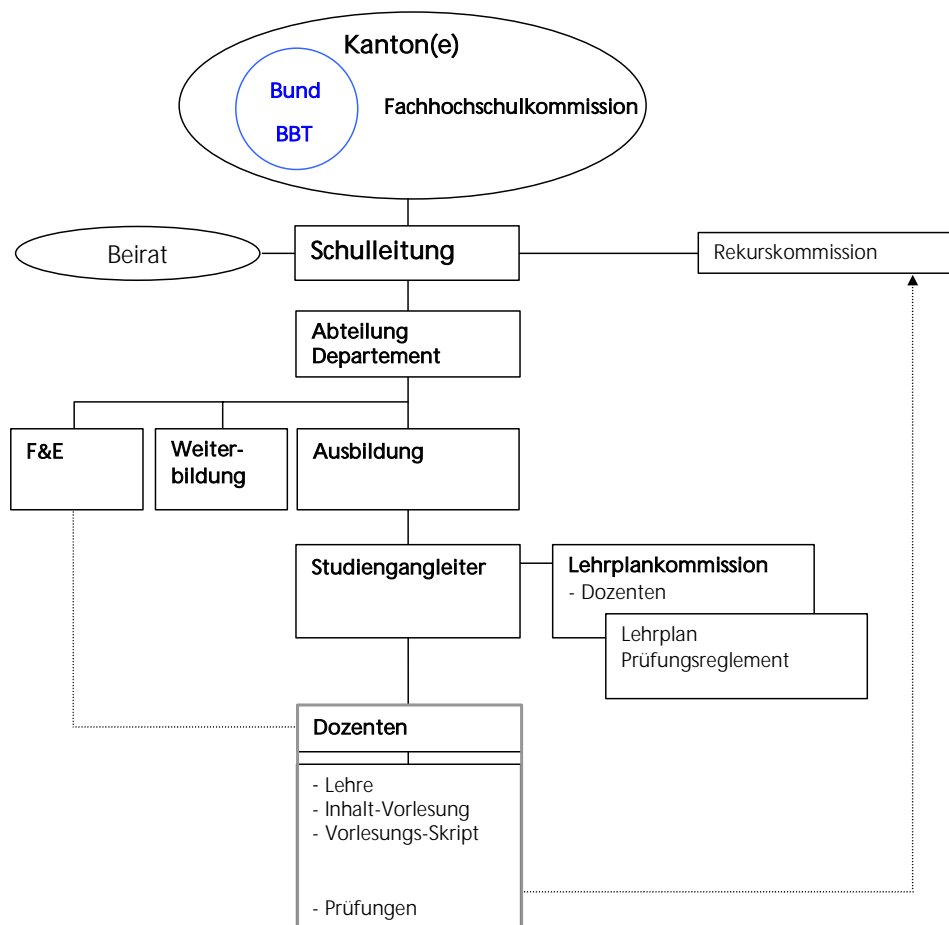 Kanton(e)
Bund
BBT
Fachhochschulkommission
Beirat
Schulleitung
Rekurskommission
Abteilung
Departement
F&E
Weiter-
bildung
Ausbildung
Studiengangleiter
Lehrplankommission
- Dozenten
Lehrplan
Prüfungsreglement
Dozenten
- Lehre
- Inhalt-Vorlesung
- Vorlesungs-Skript
- Prüfungen